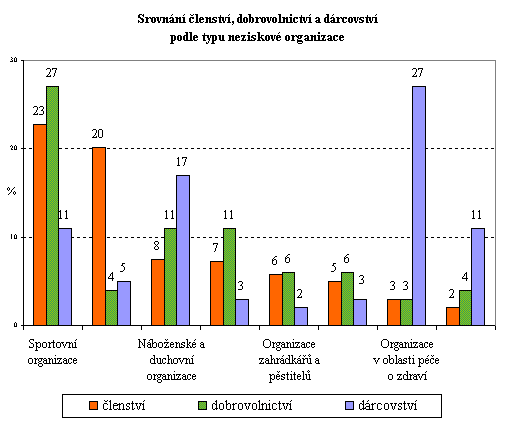 Srovnání členství, dobrovolnictví a dárcovství
podle typu neziskové organizace
30
20
10
0
%
23
27
11
20
4
5
8
11
17
7
11
3
6
6
2
5
6
3
3
3
27
2
4
11
Sportovní
organizace
Náboženské a
duchovní
organizace
Organizace
zahrádkářů a
pěstitelů
Organizace
v oblasti péče
o zdraví
členství
dobrovolnictví
dárcovství